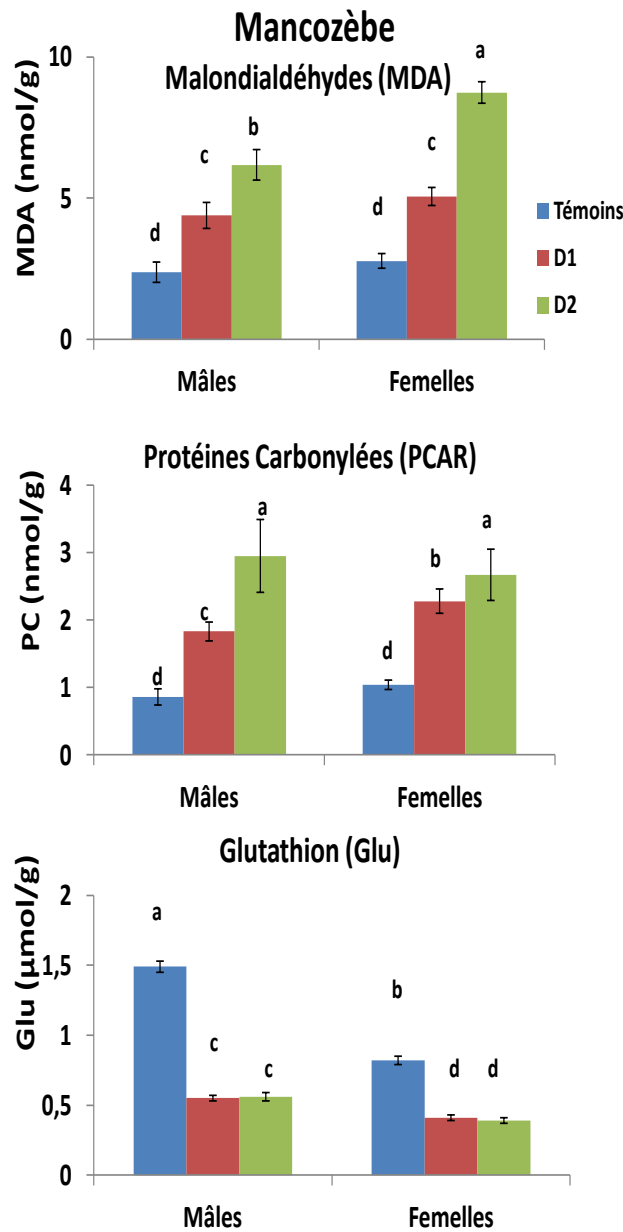 Mancozèbe
Malondialdéhydes (MDA)
MDA (nmol/g)
10
5
0
d
c
b
d
c
a
Mâles
Femelles
Témoins
D1
D2
Protéines Carbonylées (PCAR)
PC (nmol/g)
4
3
2
1
0
d
c
a
d
b
a
Mâles
Femelles
Glutathion (Glu)
Glu (µmol/g)
2
1,5
1
0,5
0
a
c
c
b
d
d
Mâles
Femelles